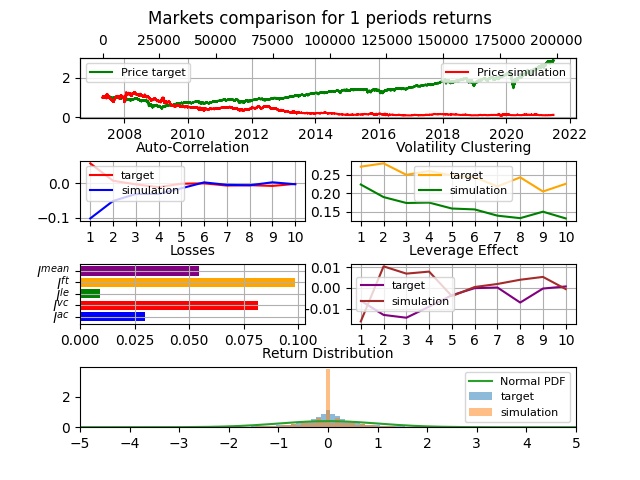 Markets comparison for 1 periods returns
0 25000 50000 75000 100000 125000 150000 175000 200000
Price target
Price simulation
2
0
2008 2010 2012 2014 2016 2018 2020 2022
Auto-Correlation
Volatility Clustering
target
simulation
0.0
−0.1
1 2 3 4 5 6 7 8 9 10
target
simulation
0.25
0.20
0.15
1 2 3 4 5 6 7 8 9 10
Losses
Leverage Effect
l^mean
l^ft
l^le
l^vc
l^ac
0.000 0.025 0.050 0.075 0.100
0.01
0.00
-0.01
target
simulation
1 2 3 4 5 6 7 8 9 10
Return Distribution
Normal PDF
target
simulation
2
0
−5 −4 −3 −2 −1 0 1 2 3 4 5